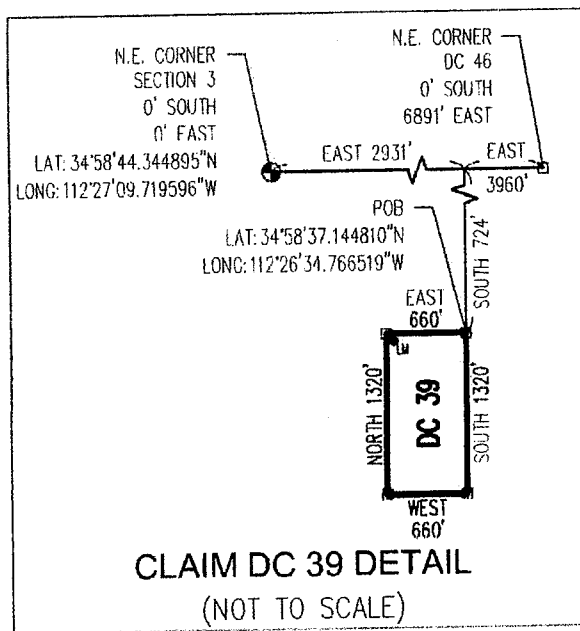 N.E. CORNER
SECTION 3
0' SOUTH
0' EAST
LAT: 34°58'44.344895"N
LONG: 112°27'09.719596"W
N.E. CORNER
DC 46
0' SOUTH
6891' EAST
EAST 2931'
EAST
3960'
POB
LAT: 34°58'37.144810"N
LONG: 112°26'34.766519"W
SOUTH 724'
EAST
660'
LM
NORTH 1320'
DC 39
SOUTH 1320'
WEST
660'
CLAIM DC 39 DETAIL
(NOT TO SCALE)